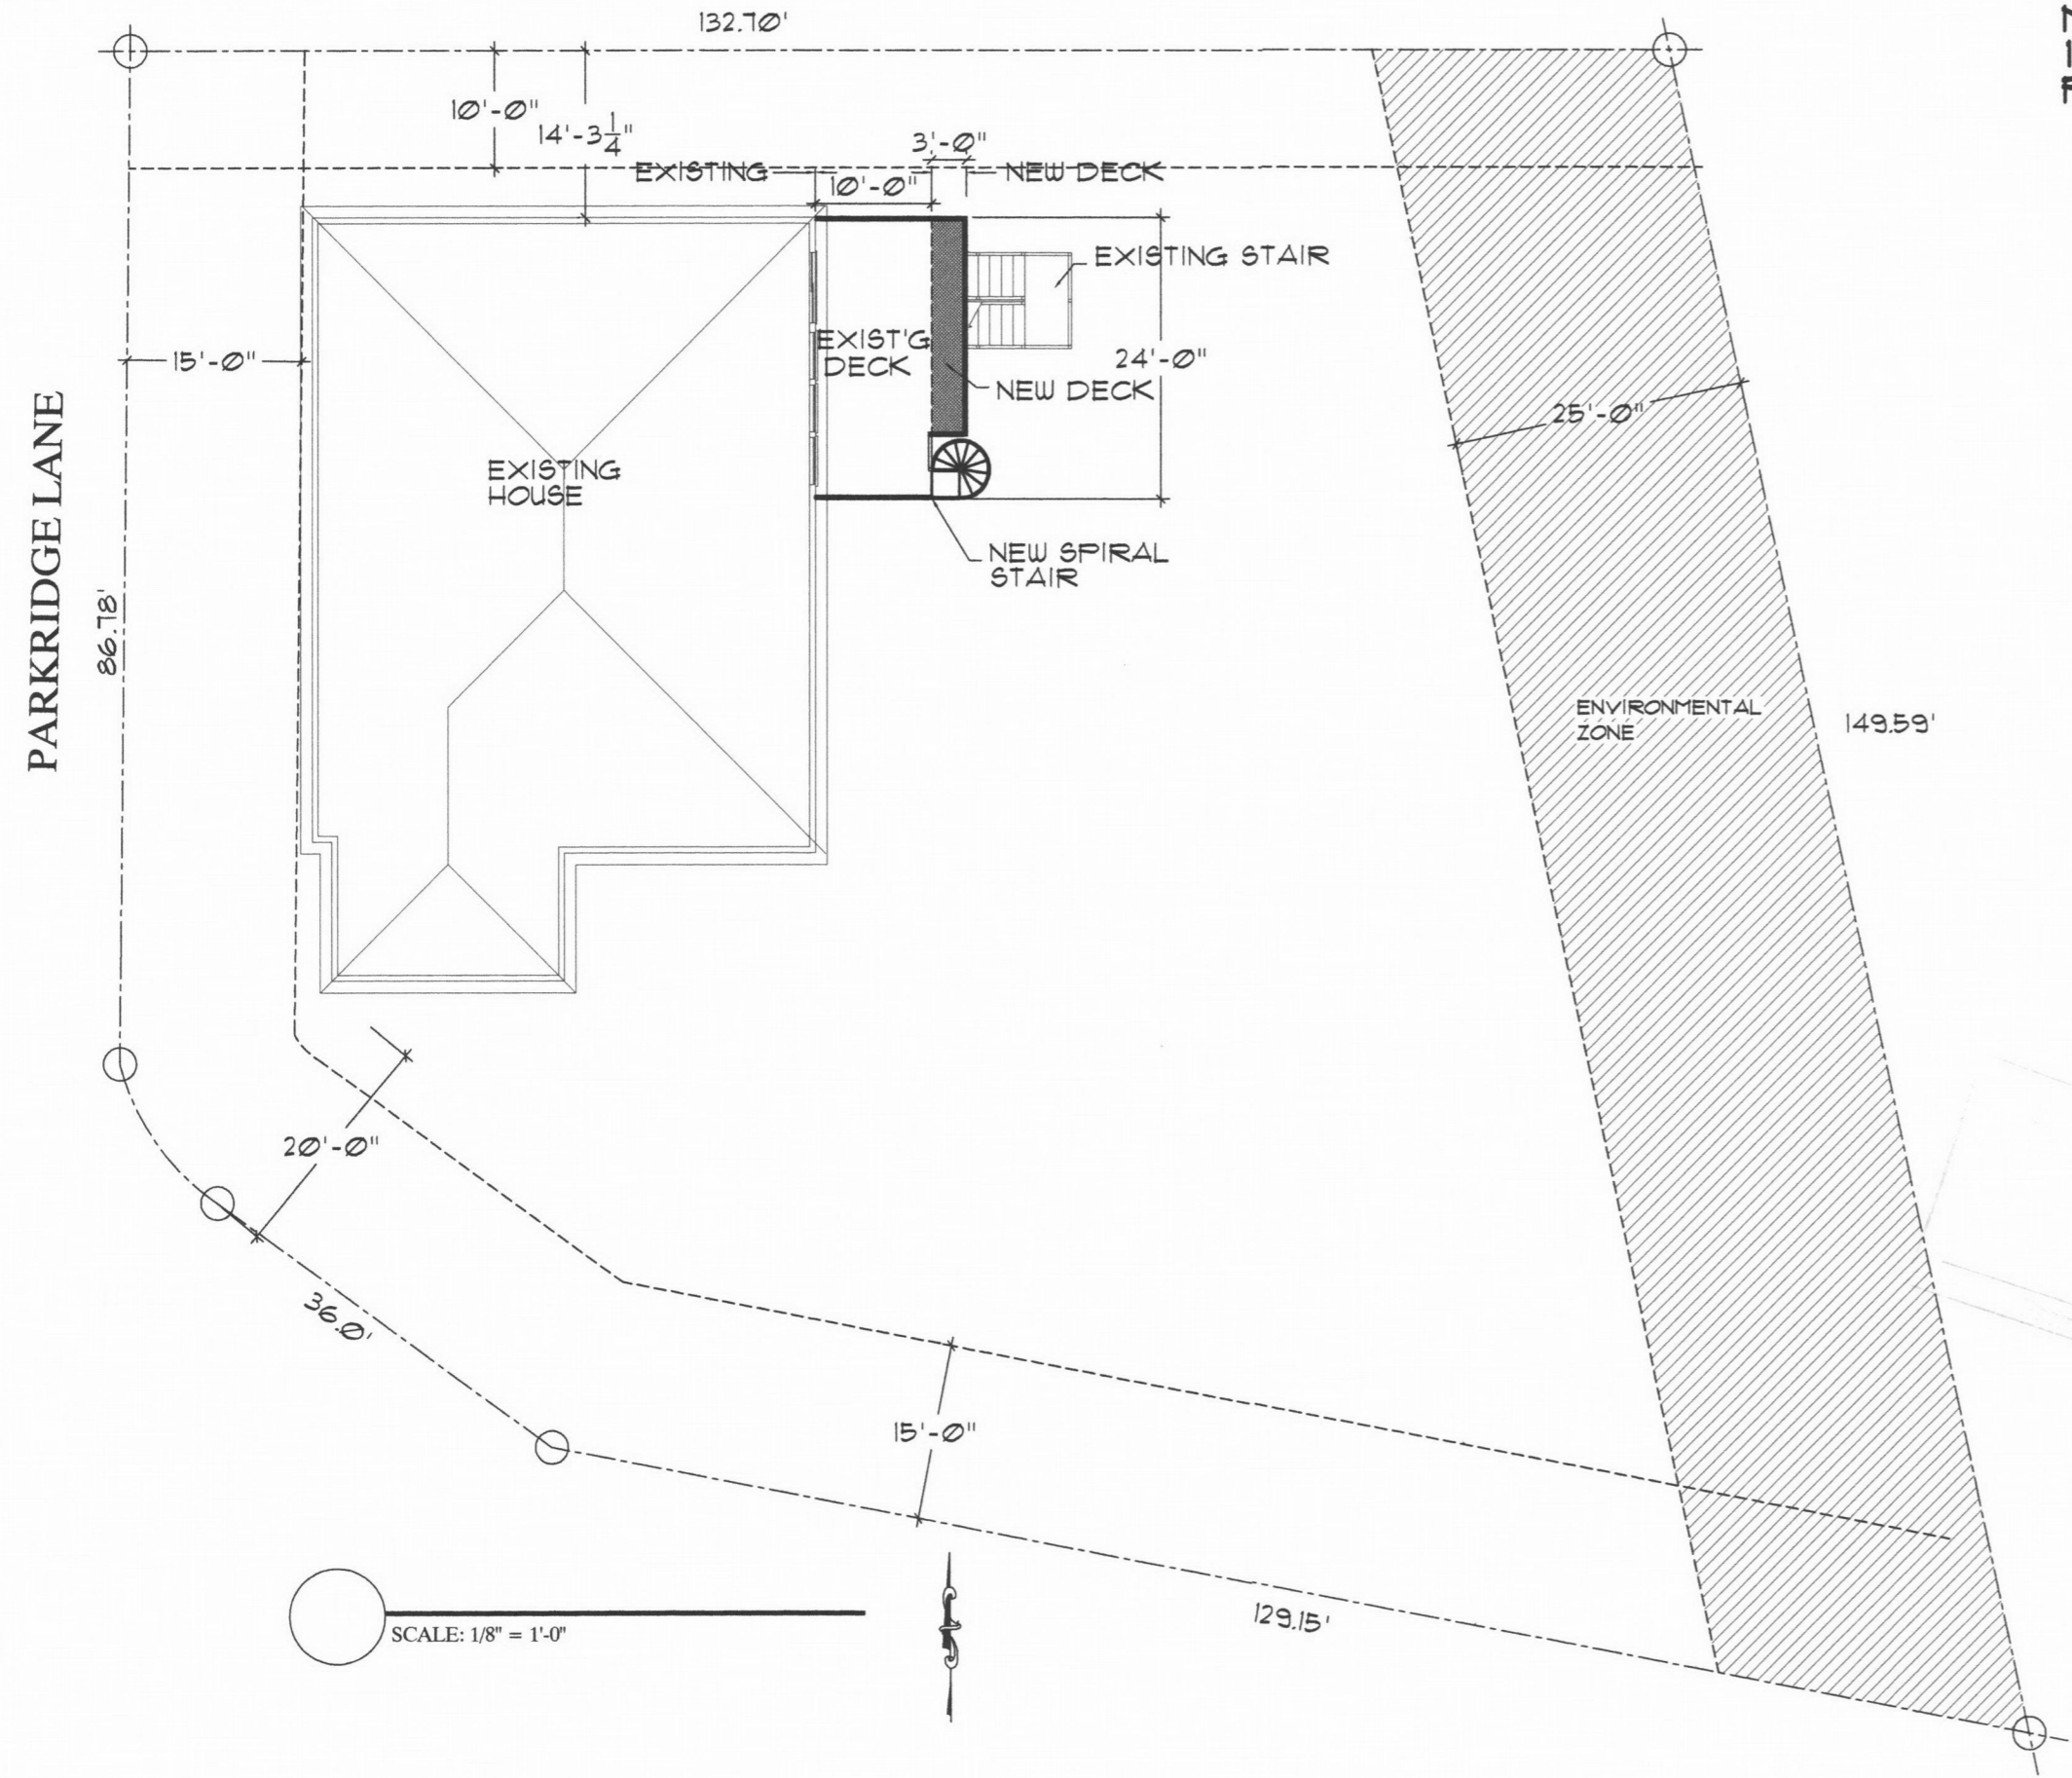 132.70'
10'-0"
14'-3 1/4"
3'-0"
EXISTING
10'-0"
NEW DECK
EXISTING STAIR
15'-0"
EXIST'G
DECK
24'-0"
NEW DECK
25'-0"
PARKRIDGE LANE
EXISTING
HOUSE
NEW SPIRAL
STAIR
86.78'
ENVIRONMENTAL
ZONE
149.59'
20'-0"
36.0'
15'-0"
129.15'
SCALE: 1/8" = 1'-0"